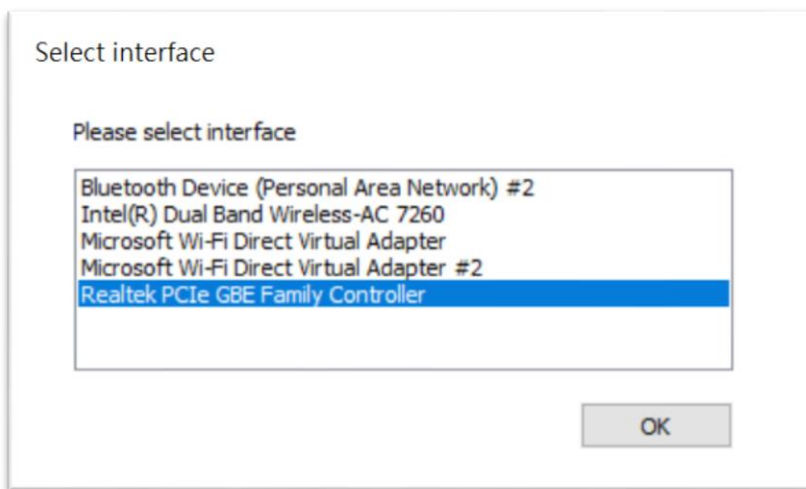 Select interface
Please select interface
Bluetooth Device (Personal Area Network) #2
Intel(R) Dual Band Wireless-AC 7260
Microsoft Wi-Fi Direct Virtual Adapter
Microsoft Wi-Fi Direct Virtual Adapter #2
Realtek PCIe GBE Family Controller
OK